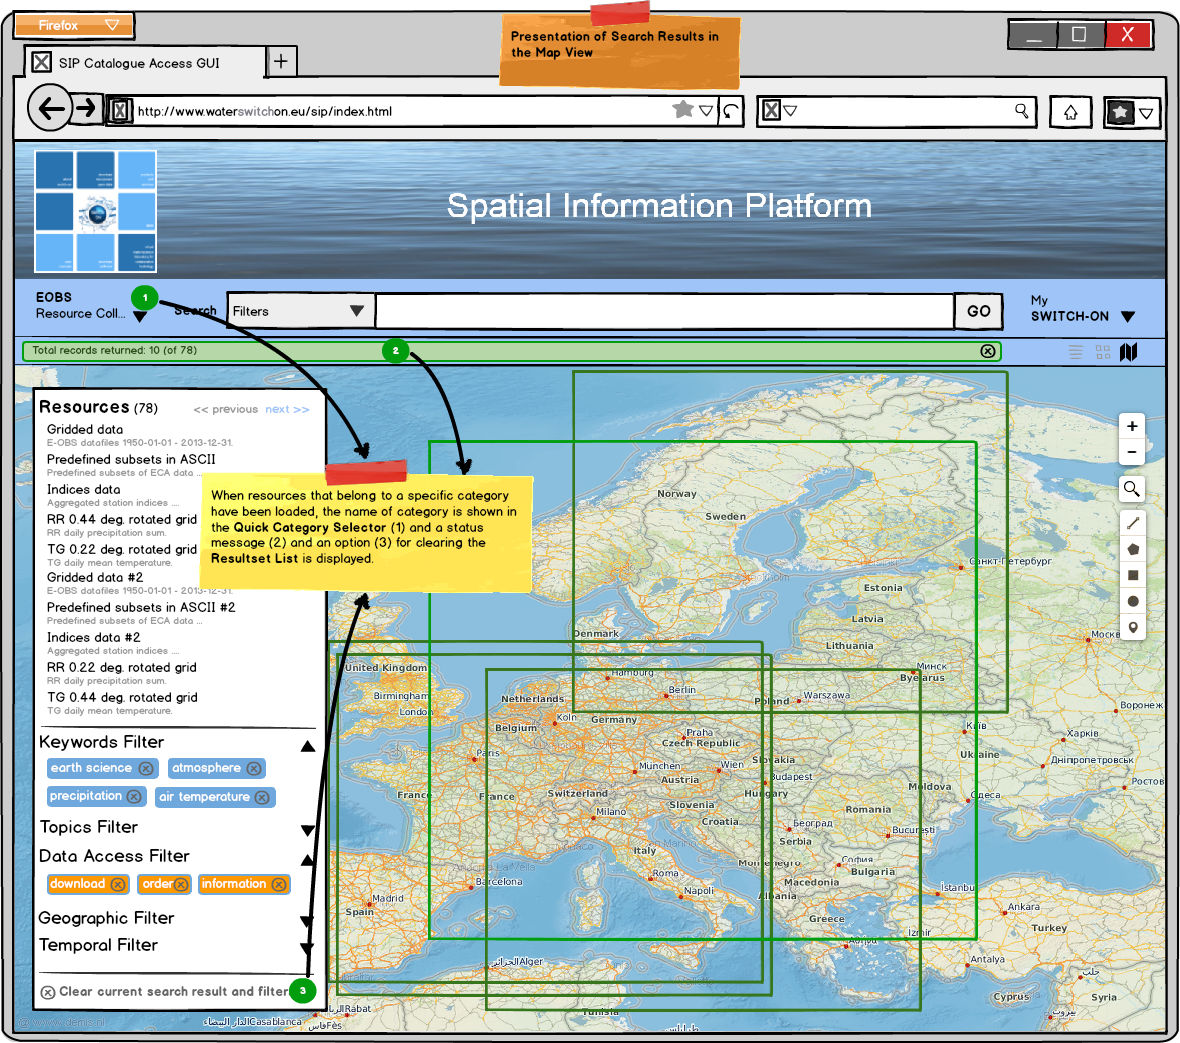 Firefox
Presentation of Search Results in
the Map View
SIP Catalogue Access GUI
http://www.waterswitchon.eu/sip/index.html
Spatial Information Platform
EOBS
Resource Coll...
1
Search
Filters
GO
My
SWITCH-ON
Total records returned: 10 (of 78)
2
Resources (78)
<< previous next >>
Gridded data
E-OBS datafiles 1950-01-01 - 2013-12-31.
Predefined subsets in ASCII
Predefined subsets of ECA data ...
Indices data
Aggregated station indices ....
RR 0.44 deg. rotated grid
RR daily precipitation sum.
TG 0.22 deg. rotated grid
TG daily mean temperature.
Gridded data #2
E-OBS datafiles 1950-01-01 - 2013-12-31.
Predefined subsets in ASCII #2
Predefined subsets of ECA data ...
Indices data #2
Aggregated station indices ....
RR 0.22 deg. rotated grid
RR daily precipitation sum.
TG 0.44 deg. rotated grid
TG daily mean temperature.
When resources that belong to a specific category
have been loaded, the name of category is shown in
the Quick Category Selector (1) and a status
message (2) and an option (3) for clearing the
Resultset List is displayed.
Keywords Filter
earth science
atmosphere
precipitation
air temperature
Topics Filter
Data Access Filter
download
order
information
Geographic Filter
Temporal Filter
Clear current search result and filter
3
Norway
Sweden
Санкт-Петербург
Estonia
Latvia
Denmark
Lithuania
Москв
United Kingdom
Минск
Byelarus
Hamburg
Birmingham
London
Netherlands
Berlin
Poland
Warszawa
Воронеж
Belgium
Köln
Germany
Praha
Czech Republic
Київ
Харків
Paris
Slovakia
Ukraine
Дніпропетровськ
München
Wien
Austria
Budapest
Ростов
France
France
Switzerland
Hungary
Moldova
Одеса
Slovenia
Milano
Croatia
Romania
Београд
București
Serbia
Italy
Montenegro
София
Bulgaria
Roma
Barcelona
Macedonia
Napoli
Albania
İstanbu
Madrid
Spain
Greece
Ankara
Turkey
İzmir
Αθήνα
الجزائر Alger
Antalya
حلب
Cyprus
Syria
Tunisia
Rabat
الدار البيضاء Casablanca
فاس Fès
طرابلس
بيروت